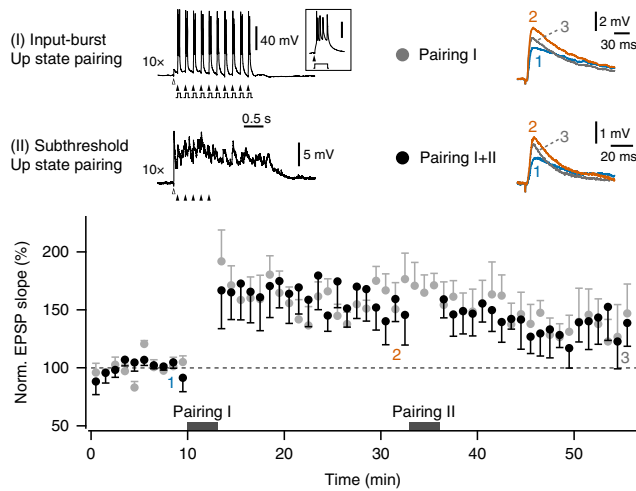 (I) Input-burst
Up state pairing
10×
40 mV
Pairing I
2
3
1
2 mV
30 ms
0.5 s
(II) Subthreshold
Up state pairing
10×
5 mV
Pairing I+II
2
3
1
1 mV
20 ms
Norm. EPSP slope (%)
200
150
100
50
1
2
3
Pairing I
Pairing II
0
10
20
30
40
50
Time (min)